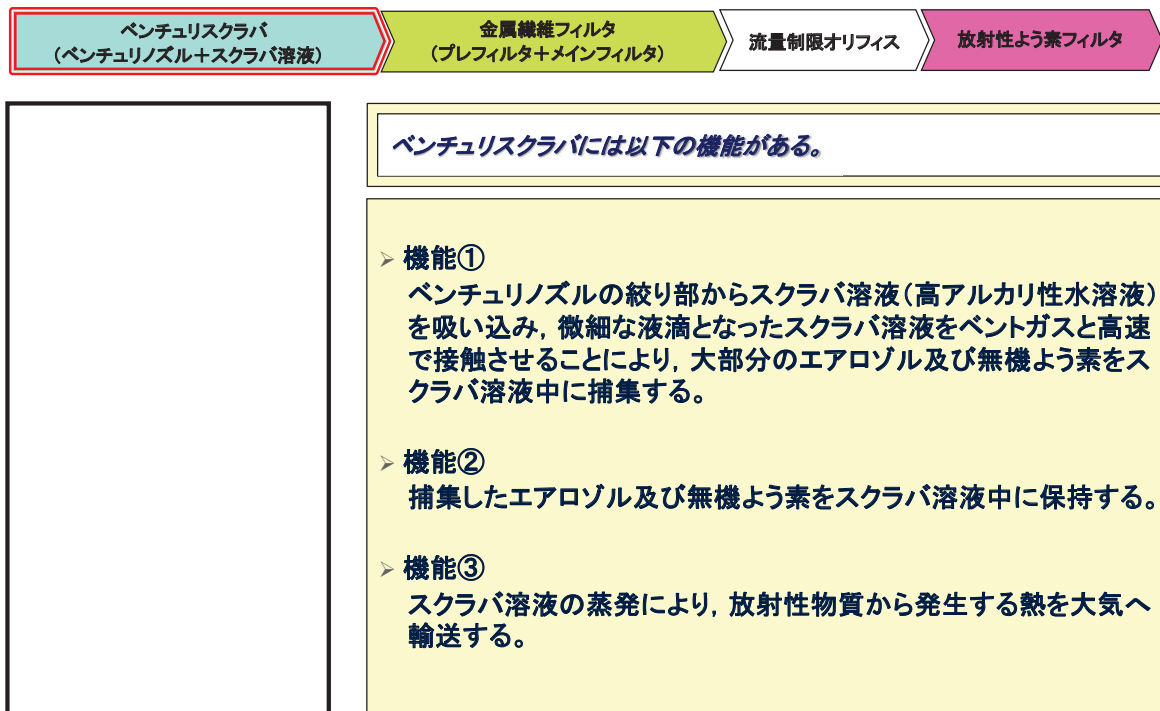 ベンチュリスクラバ
（ベンチュリノズル＋スクラバ溶液）
金属繊維フィルタ
（プレフィルタ＋メインフィルタ）
流量制限オリフィス
放射性よう素フィルタ
ベンチュリスクラバには以下の機能がある。
➢ 機能①
ベンチュリノズルの絞り部からスクラバ溶液（高アルカリ性水溶液）
を吸い込み，微細な液滴となったスクラバ溶液をベントガスと高速
で接触させることにより，大部分のエアロゾル及び無機よう素をス
クラバ溶液中に捕集する。
➢ 機能②
捕集したエアロゾル及び無機よう素をスクラバ溶液中に保持する。
➢ 機能③
スクラバ溶液の蒸発により，放射性物質から発生する熱を大気へ
輸送する。